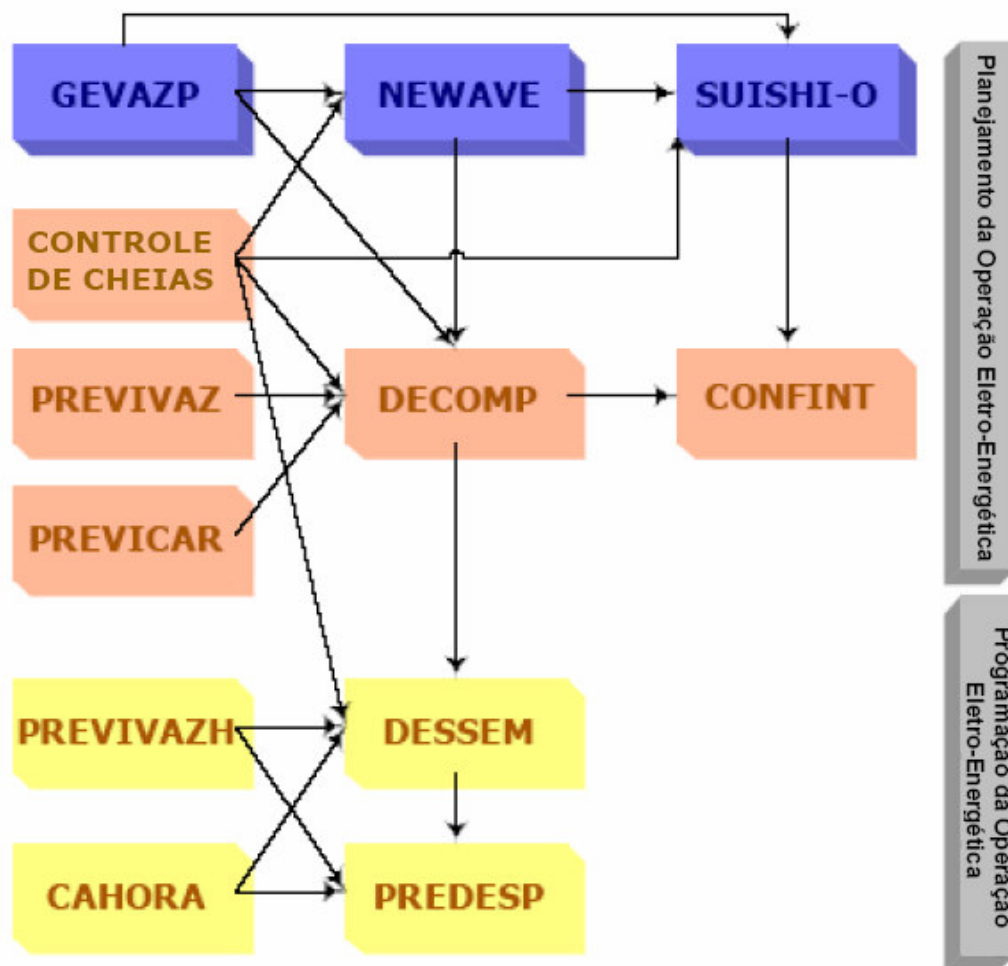 GEVAZP
NEWAVE
SUISHI-O
CONTROLE
DE CHEIAS
PREVIVAZ
DECOMP
CONFINT
PREVICAR
PREVIVAZH
DESSEM
CAHORA
PREDESP
Planejamento da Operação Eletro-Energética
Programação da Operação
Eletro-Energética